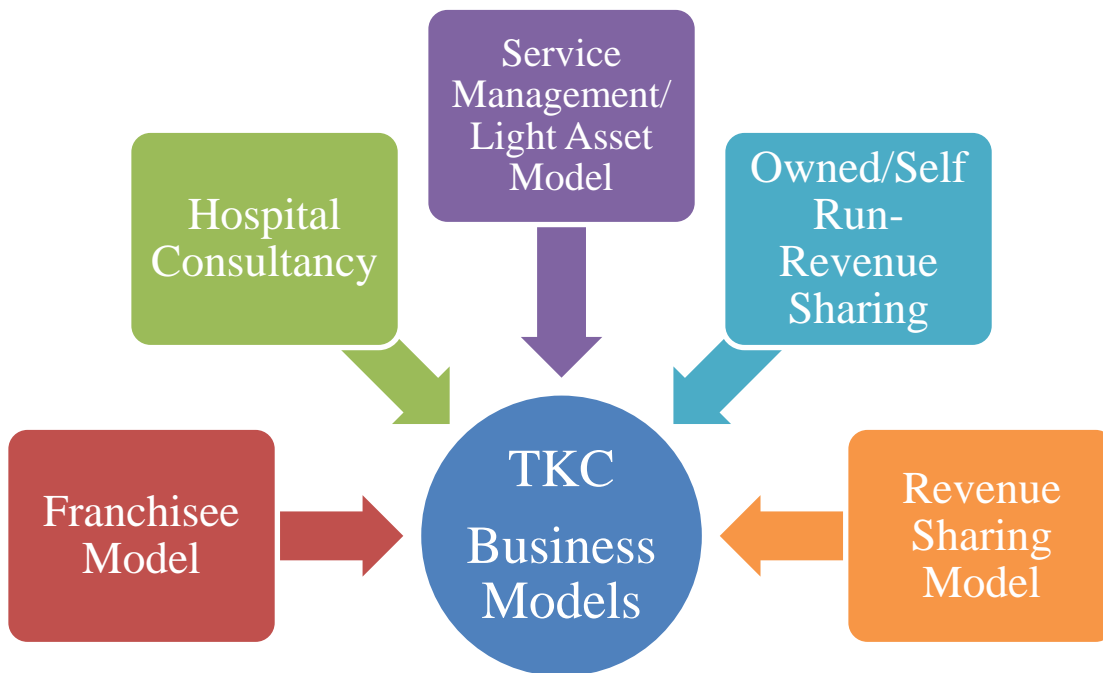 Service
Management/
Light Asset
Model
Hospital
Consultancy
Owned/Self
Run-
Revenue
Sharing
Franchisee
Model
TKC
Business
Models
Revenue
Sharing
Model